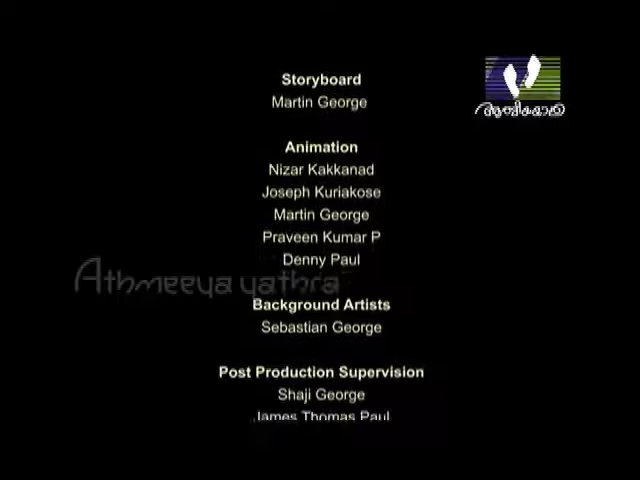 Storyboard
Martin George
Animation
Nizar Kakkanad
Joseph Kuriakose
Martin George
Praveen Kumar P
Denny Paul
Athmeeya yathra
Background Artists
Sebastian George
Post Production Supervision
Shaji George
James Thomas Paul